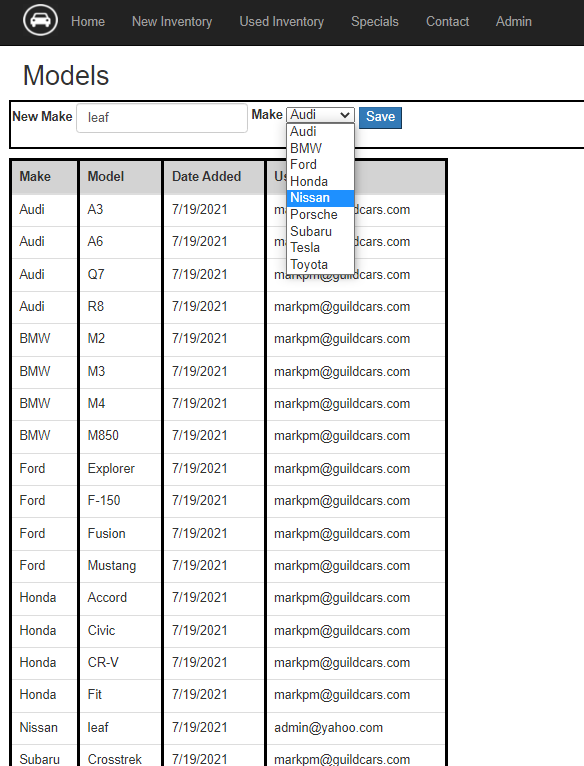 Home New Inventory Used Inventory Specials Contact Admin
Models
New Make leaf Make Audi Save
Audi
BMW
Ford
Honda
Nissan
Porsche
Subaru
Tesla
Toyota
Make Model Date Added
Audi A3 7/19/2021 markpm@guildcars.com
Audi A6 7/19/2021 markpm@guildcars.com
Audi Q7 7/19/2021 markpm@guildcars.com
Audi R8 7/19/2021 markpm@guildcars.com
BMW M2 7/19/2021 markpm@guildcars.com
BMW M3 7/19/2021 markpm@guildcars.com
BMW M4 7/19/2021 markpm@guildcars.com
BMW M850 7/19/2021 markpm@guildcars.com
Ford Explorer 7/19/2021 markpm@guildcars.com
Ford F-150 7/19/2021 markpm@guildcars.com
Ford Fusion 7/19/2021 markpm@guildcars.com
Ford Mustang 7/19/2021 markpm@guildcars.com
Honda Accord 7/19/2021 markpm@guildcars.com
Honda Civic 7/19/2021 markpm@guildcars.com
Honda CR-V 7/19/2021 markpm@guildcars.com
Honda Fit 7/19/2021 markpm@guildcars.com
Nissan leaf 7/19/2021 admin@yahoo.com
Subaru Crosstrek 7/19/2021 markpm@guildcars.com